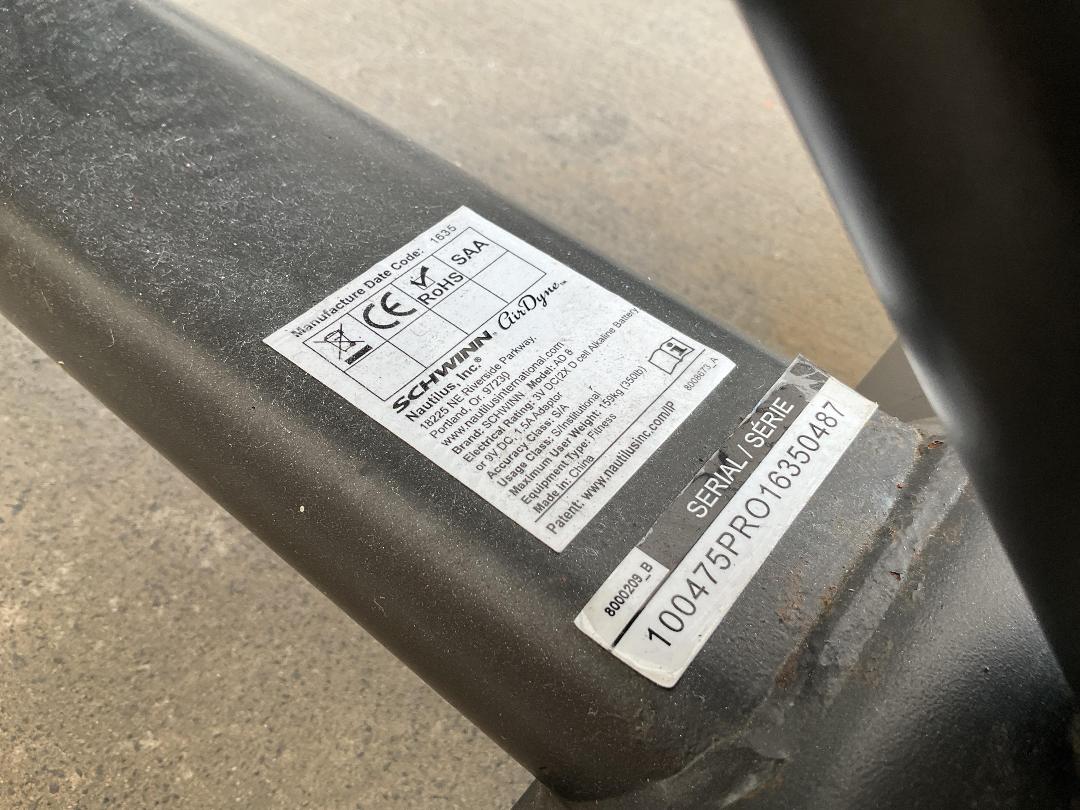 Manufacture Date Code: 1635
CE RoHS SAA
SCHWINN® AirDyne™
Nautilus, Inc.®
18225 NE Riverside Parkway,
Portland, Or. 97230
www.nautilusinternational.com
Brand: SCHWINN Model: AD 8
Electrical Rating: 3V DC(2X D cell Alkaline Battery
or 9V DC, 1.5A Adaptor
Accuracy Class: S/A
Usage Class: S/Institutional
Maximum User Weight: 159kg (350lb)
Equipment Type: Fitness
Made in: China
Patent: www.nautilusinc.com/IP
8008673_A
8000209_B
SERIAL / SÉRIE
100475PRO16350487